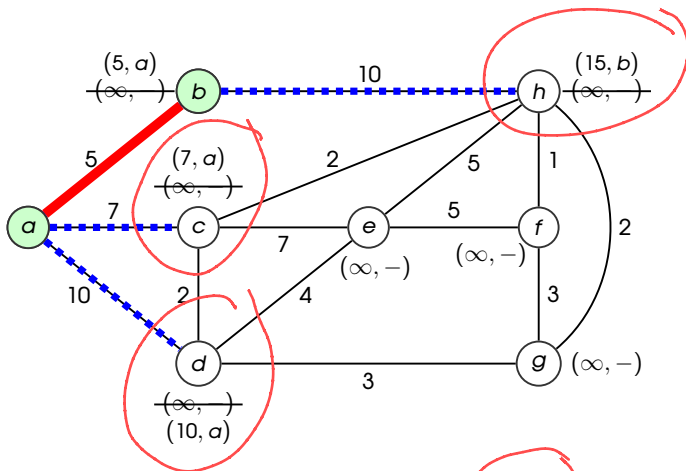 (5, a)
(∞, −)
b
10
h
(15, b)
(∞, −)
5
(7, a)
(∞, −)
2
5
1
a
7
c
7
e
5
f
2
(∞, −)
(∞, −)
10
2
4
3
d
3
g
(∞, −)
(∞, −)
(10, a)